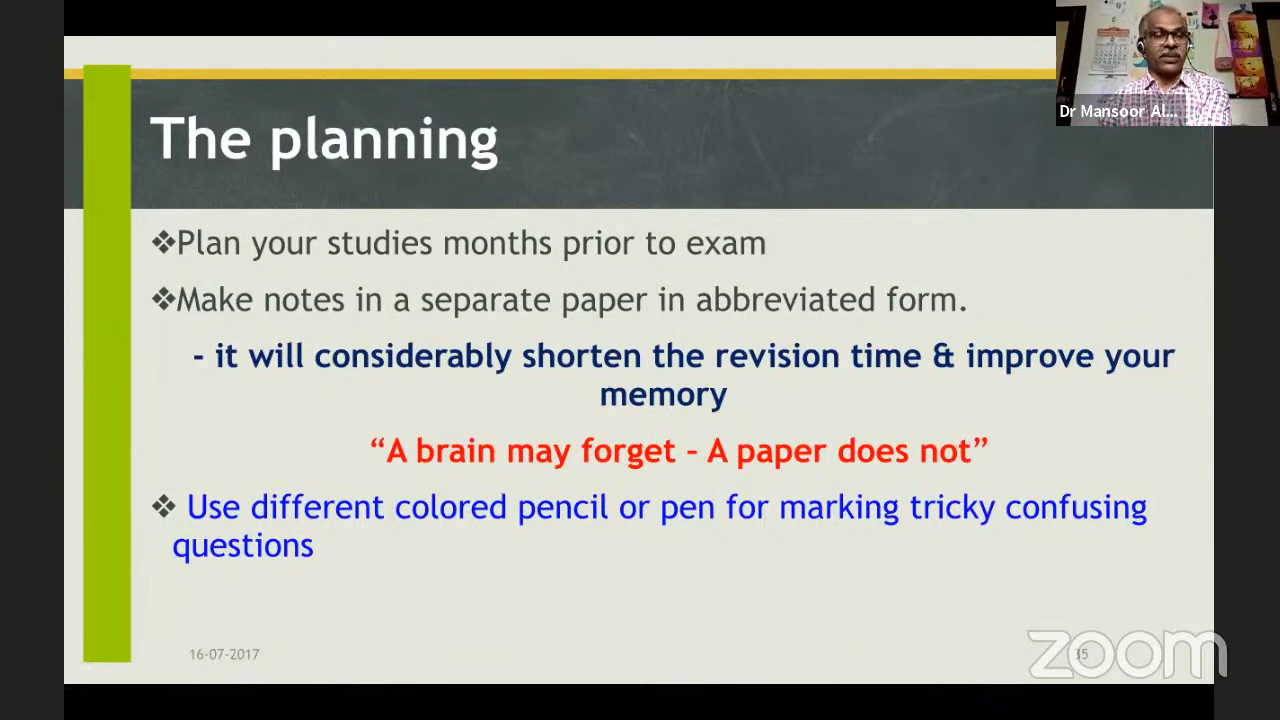 The planning
Dr Mansoor Al...
❖Plan your studies months prior to exam
❖Make notes in a separate paper in abbreviated form.
- it will considerably shorten the revision time & improve your
memory
“A brain may forget – A paper does not”
❖ Use different colored pencil or pen for marking tricky confusing
questions
16-07-2017
35
zoom